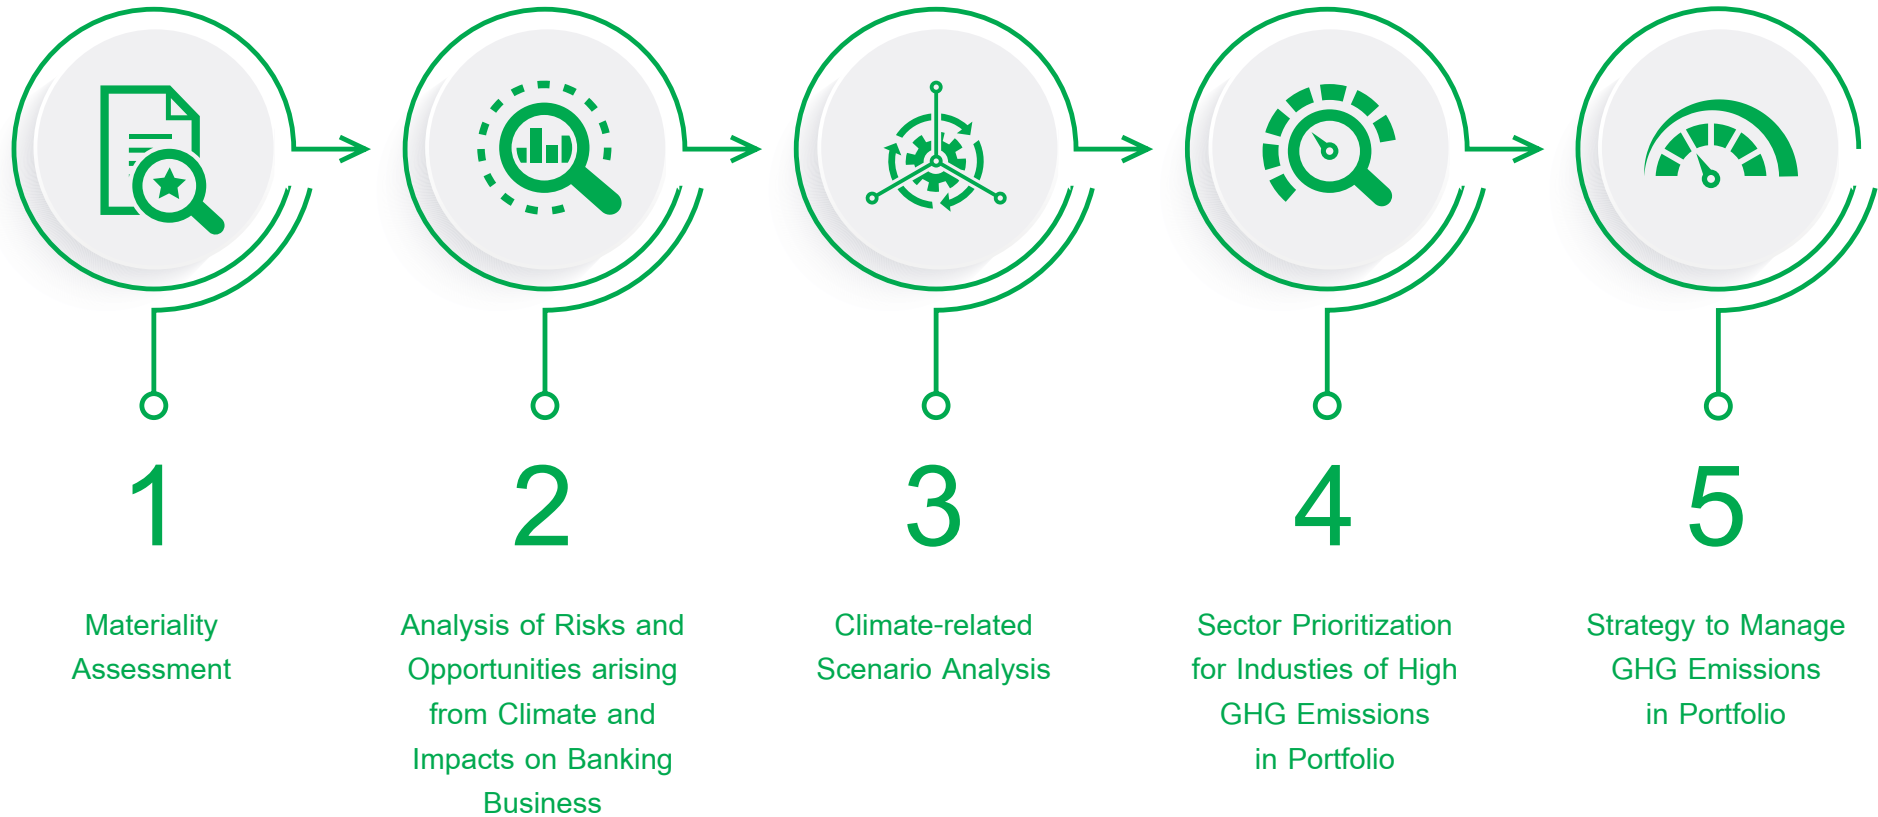 1
Materiality
Assessment
2
Analysis of Risks and
Opportunities arising
from Climate and
Impacts on Banking
Business
3
Climate-related
Scenario Analysis
4
Sector Prioritization
for Industies of High
GHG Emissions
in Portfolio
5
Strategy to Manage
GHG Emissions
in Portfolio